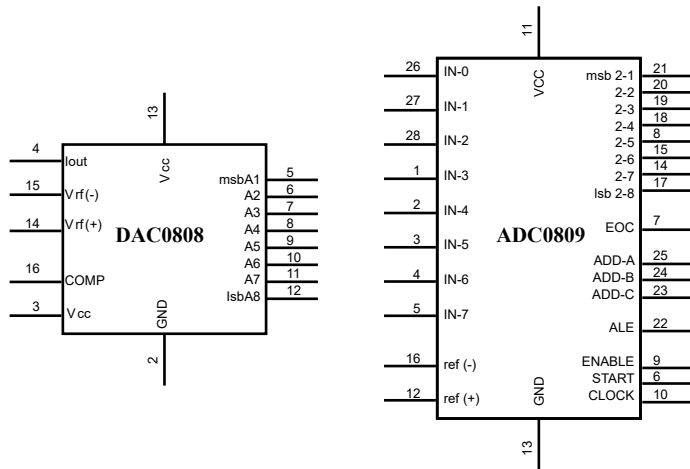 13
Vcc
4
Iout
15
Vrf(-)
14
Vrf(+)
16
COMP
3
Vcc
DAC0808
msbA1
5
A2
6
A3
7
A4
8
A5
9
A6
10
A7
11
lsbA8
12
GND
2
11
VCC
26
IN-0
27
IN-1
28
IN-2
1
IN-3
2
IN-4
3
IN-5
4
IN-6
5
IN-7
16
ref (-)
12
ref (+)
ADC0809
msb 2-1
21
2-2
20
2-3
19
2-4
18
2-5
8
2-6
15
2-7
14
lsb 2-8
17
EOC
7
ADD-A
25
ADD-B
24
ADD-C
23
ALE
22
ENABLE
9
START
6
CLOCK
10
GND
13